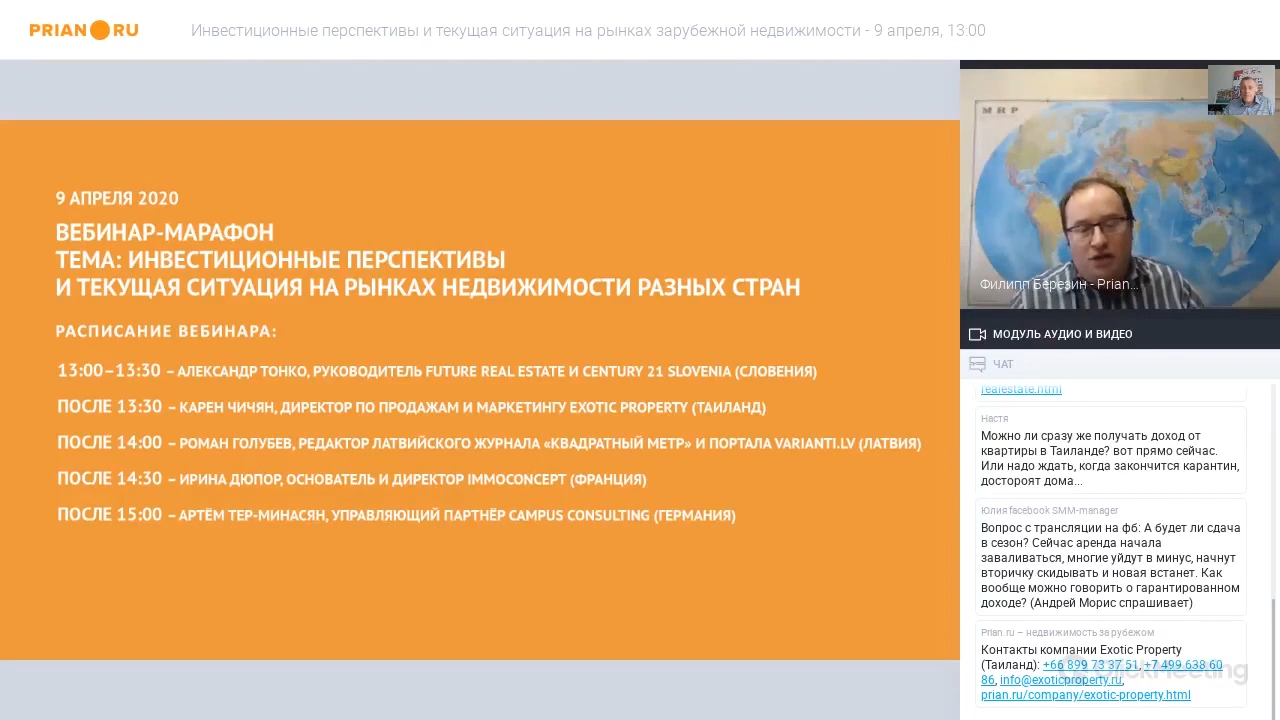 PRIAN RU
Инвестиционные перспективы и текущая ситуация на рынках зарубежной недвижимости - 9 апреля, 13:00
9 АПРЕЛЯ 2020
ВЕБИНАР-МАРАФОН
ТЕМА: ИНВЕСТИЦИОННЫЕ ПЕРСПЕКТИВЫ
И ТЕКУЩАЯ СИТУАЦИЯ НА РЫНКАХ НЕДВИЖИМОСТИ РАЗНЫХ СТРАН
РАСПИСАНИЕ ВЕБИНАРА:
13:00–13:30 – АЛЕКСАНДР ТОНКО, РУКОВОДИТЕЛЬ FUTURE REAL ESTATE И CENTURY 21 SLOVENIA (СЛОВЕНИЯ)
ПОСЛЕ 13:30 – КАРЕН ЧИЧЯН, ДИРЕКТОР ПО ПРОДАЖАМ И МАРКЕТИНГУ EXOTIC PROPERTY (ТАИЛАНД)
ПОСЛЕ 14:00 – РОМАН ГОЛУБЕВ, РЕДАКТОР ЛАТВИЙСКОГО ЖУРНАЛА «КВАДРАТНЫЙ МЕТР» И ПОРТАЛА VARIANTI.LV (ЛАТВИЯ)
ПОСЛЕ 14:30 – ИРИНА ДЮПОР, ОСНОВАТЕЛЬ И ДИРЕКТОР IMMOCONCEPT (ФРАНЦИЯ)
ПОСЛЕ 15:00 – АРТЁМ ТЕР-МИНАСЯН, УПРАВЛЯЮЩИЙ ПАРТНЁР CAMPUS CONSULTING (ГЕРМАНИЯ)
МИР
Филипп Березин - Prian...
МОДУЛЬ АУДИО И ВИДЕО
ЧАТ
realestate.html
Настя
Можно ли сразу же получать доход от
квартиры в Таиланде? вот прямо сейчас.
Или надо ждать, когда закончится карантин,
достороят дома...
Юлия facebook SMM-manager
Вопрос с трансляции на фб: А будет ли сдача
в сезон? Сейчас аренда начала
заваливаться, многие уйдут в минус, начнут
вторичку скидывать и новая встанет. Как
вообще можно говорить о гарантированном
доходе? (Андрей Морис спрашивает)
Prian.ru – недвижимость за рубежом
Контакты компании Exotic Property
(Таиланд): +66 899 73 37 51, +7 499 638 60
86, info@exoticproperty.ru,
prian.ru/company/exotic-property.html
ClickMeeting